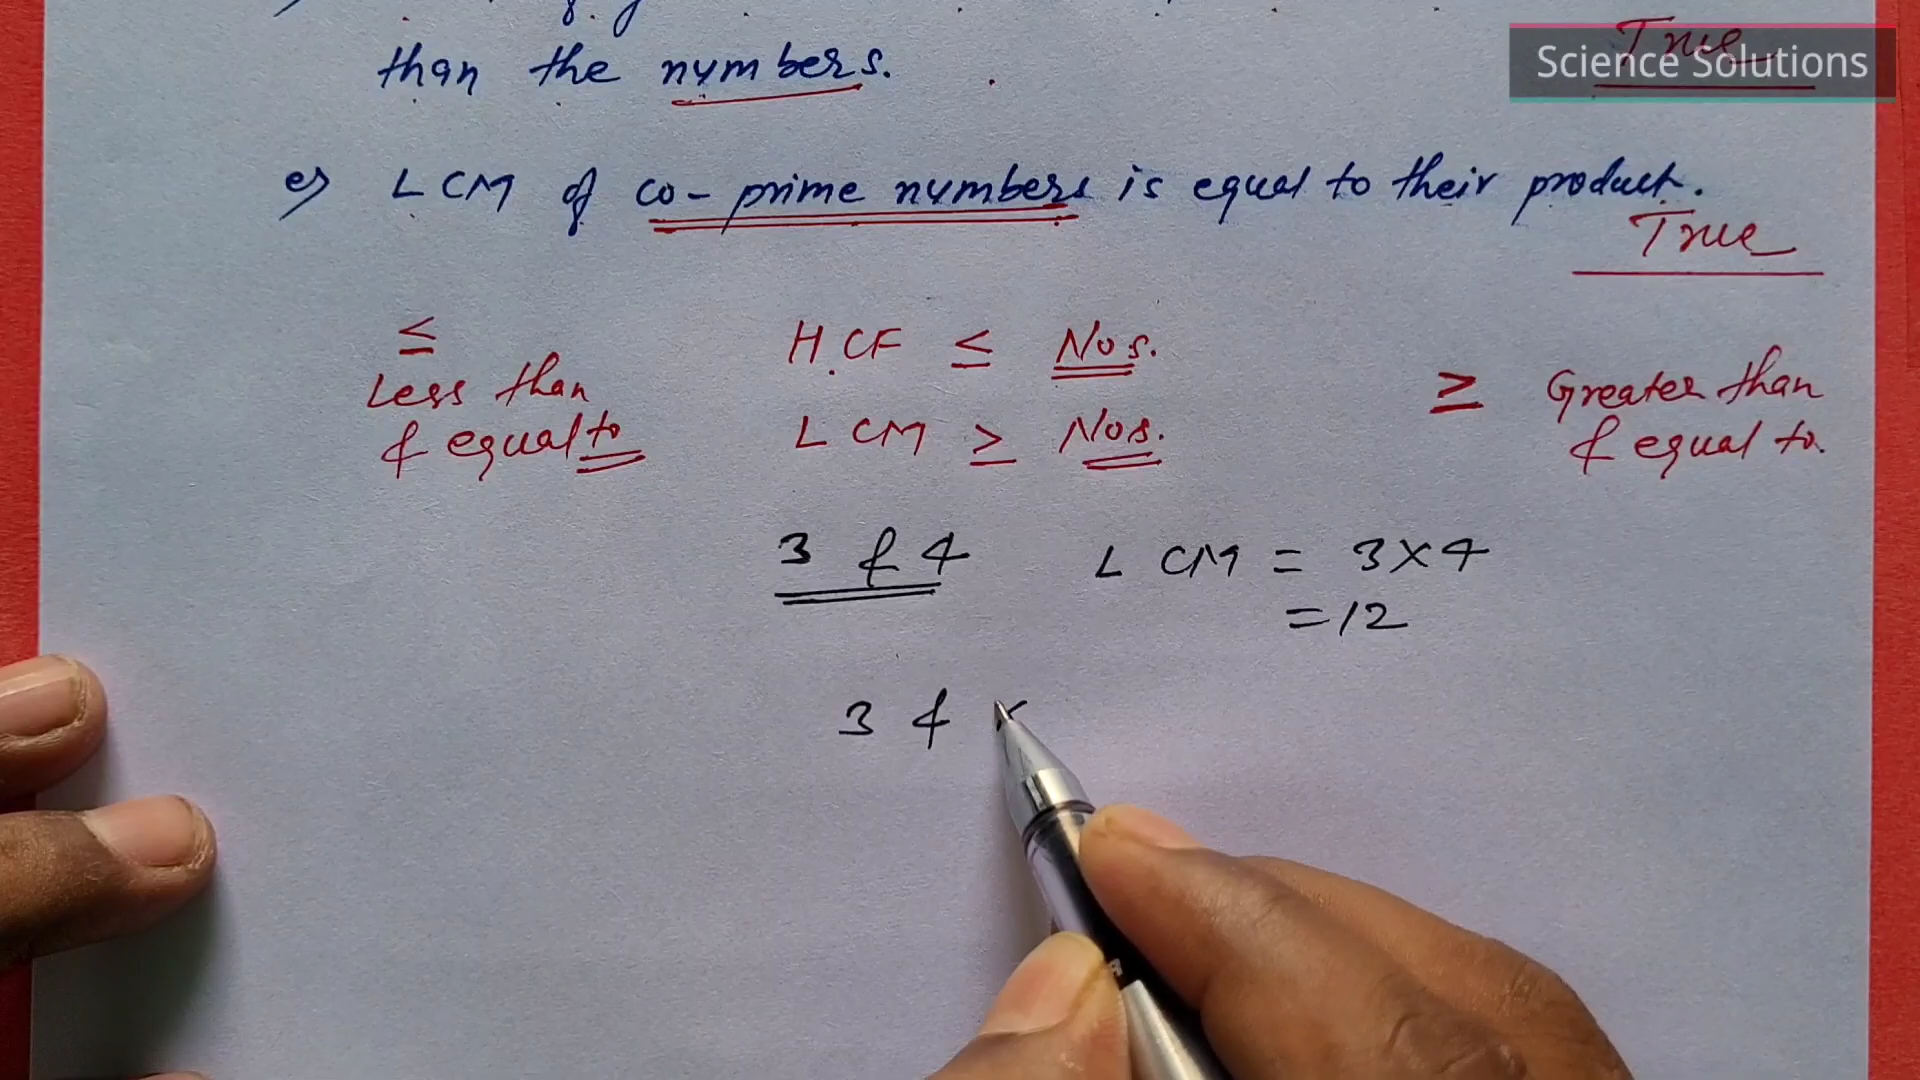 than the numbers.
True
Science Solutions
e) LCM of co-prime numbers is equal to their product.
True
≤
Less than
& equal to
HCF ≤ Nos.
LCM ≥ Nos.
≥ Greater than
& equal to.
3 & 4 LCM = 3×4
=12
3 &